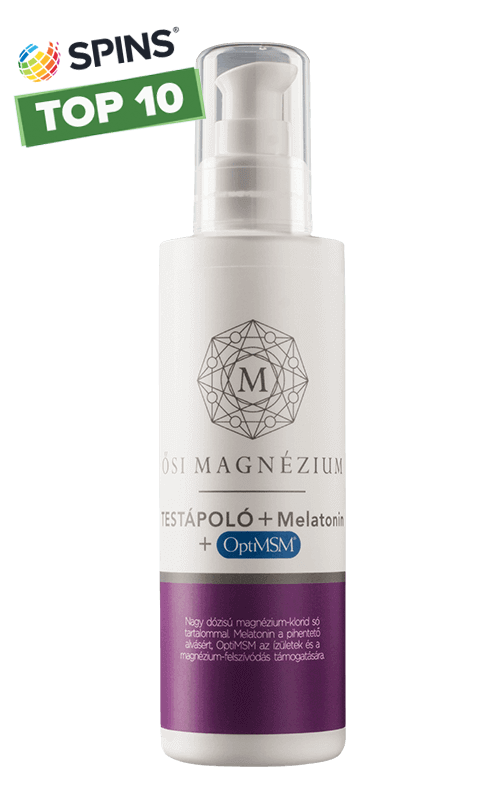 SPINS®
TOP 10
M
ŐSI MAGNÉZIUM
TESTÁPOLÓ + Melatonin
+ OptiMSM®
Nagy dózisú magnézium-klorid só
tartalommal. Melatonin a pihentető
alvásért, OptiMSM az ízületek és a
magnézium-felszívódás támogatására.